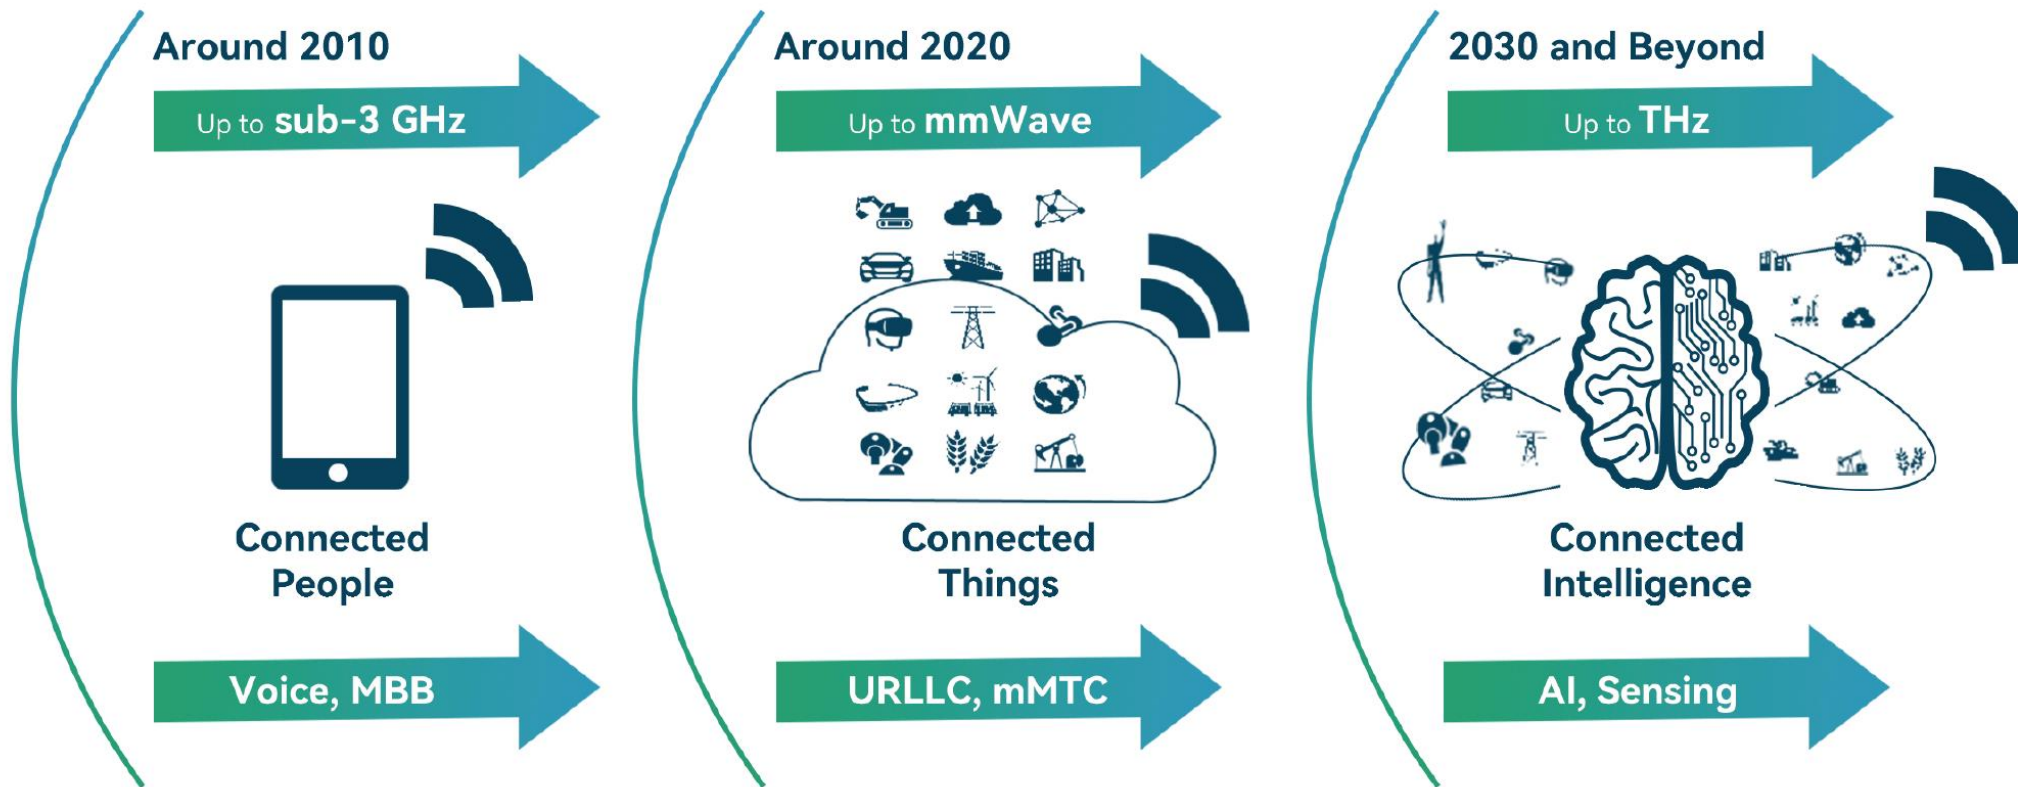 Around 2010
Up to sub-3 GHz
Connected
People
Voice, MBB
Around 2020
Up to mmWave
Connected
Things
URLLC, mMTC
2030 and Beyond
Up to THz
Connected
Intelligence
AI, Sensing